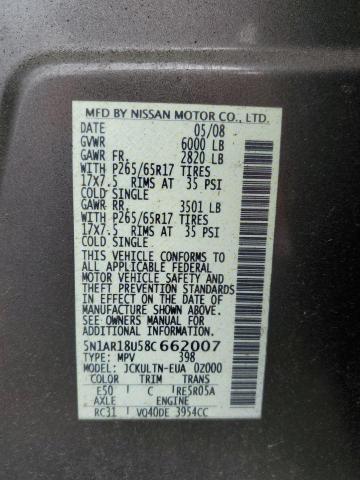 MFD BY NISSAN MOTOR CO., LTD.
DATE 05/08
GVWR 6000 LB
GAWR FR. 2820 LB
WITH P265/65R17 TIRES
17x7.5 RIMS AT 35 PSI
COLD SINGLE
GAWR RR. 3501 LB
WITH P265/65R17 TIRES
17x7.5 RIMS AT 35 PSI
COLD SINGLE
THIS VEHICLE CONFORMS TO
ALL APPLICABLE FEDERAL
MOTOR VEHICLE SAFETY AND
THEFT PREVENTION STANDARDS
IN EFFECT ON THE DATE OF
MANUFACTURE SHOWN ABOVE.
ADDITIONAL INFORMATION
5N1AR18U58C662007
TYPE: MPV 398
MODEL: JCKULTN-EUA 02000
COLOR TRIM TRANS
E50 C RE5R05A
AXLE ENGINE
RC31 VQ40DE 3954CC